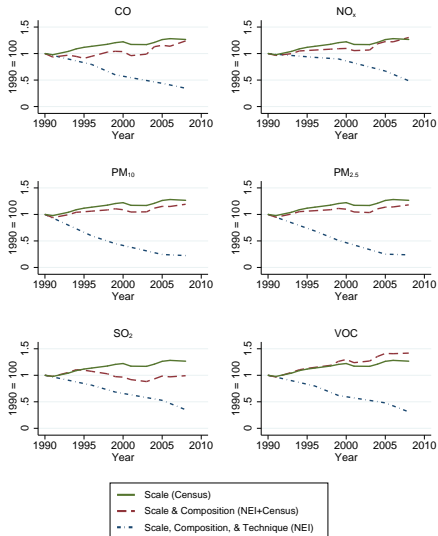 CO
1990 = 100
0 .5 1 1.5
1990 1995 2000 2005 2010
Year
NOₓ
1990 = 100
0 .5 1 1.5
1990 1995 2000 2005 2010
Year
PM₁₀
1990 = 100
0 .5 1 1.5
1990 1995 2000 2005 2010
Year
PM₂.₅
1990 = 100
0 .5 1 1.5
1990 1995 2000 2005 2010
Year
SO₂
1990 = 100
0 .5 1 1.5
1990 1995 2000 2005 2010
Year
VOC
1990 = 100
0 .5 1 1.5
1990 1995 2000 2005 2010
Year
Scale (Census)
Scale & Composition (NEI+Census)
Scale, Composition, & Technique (NEI)